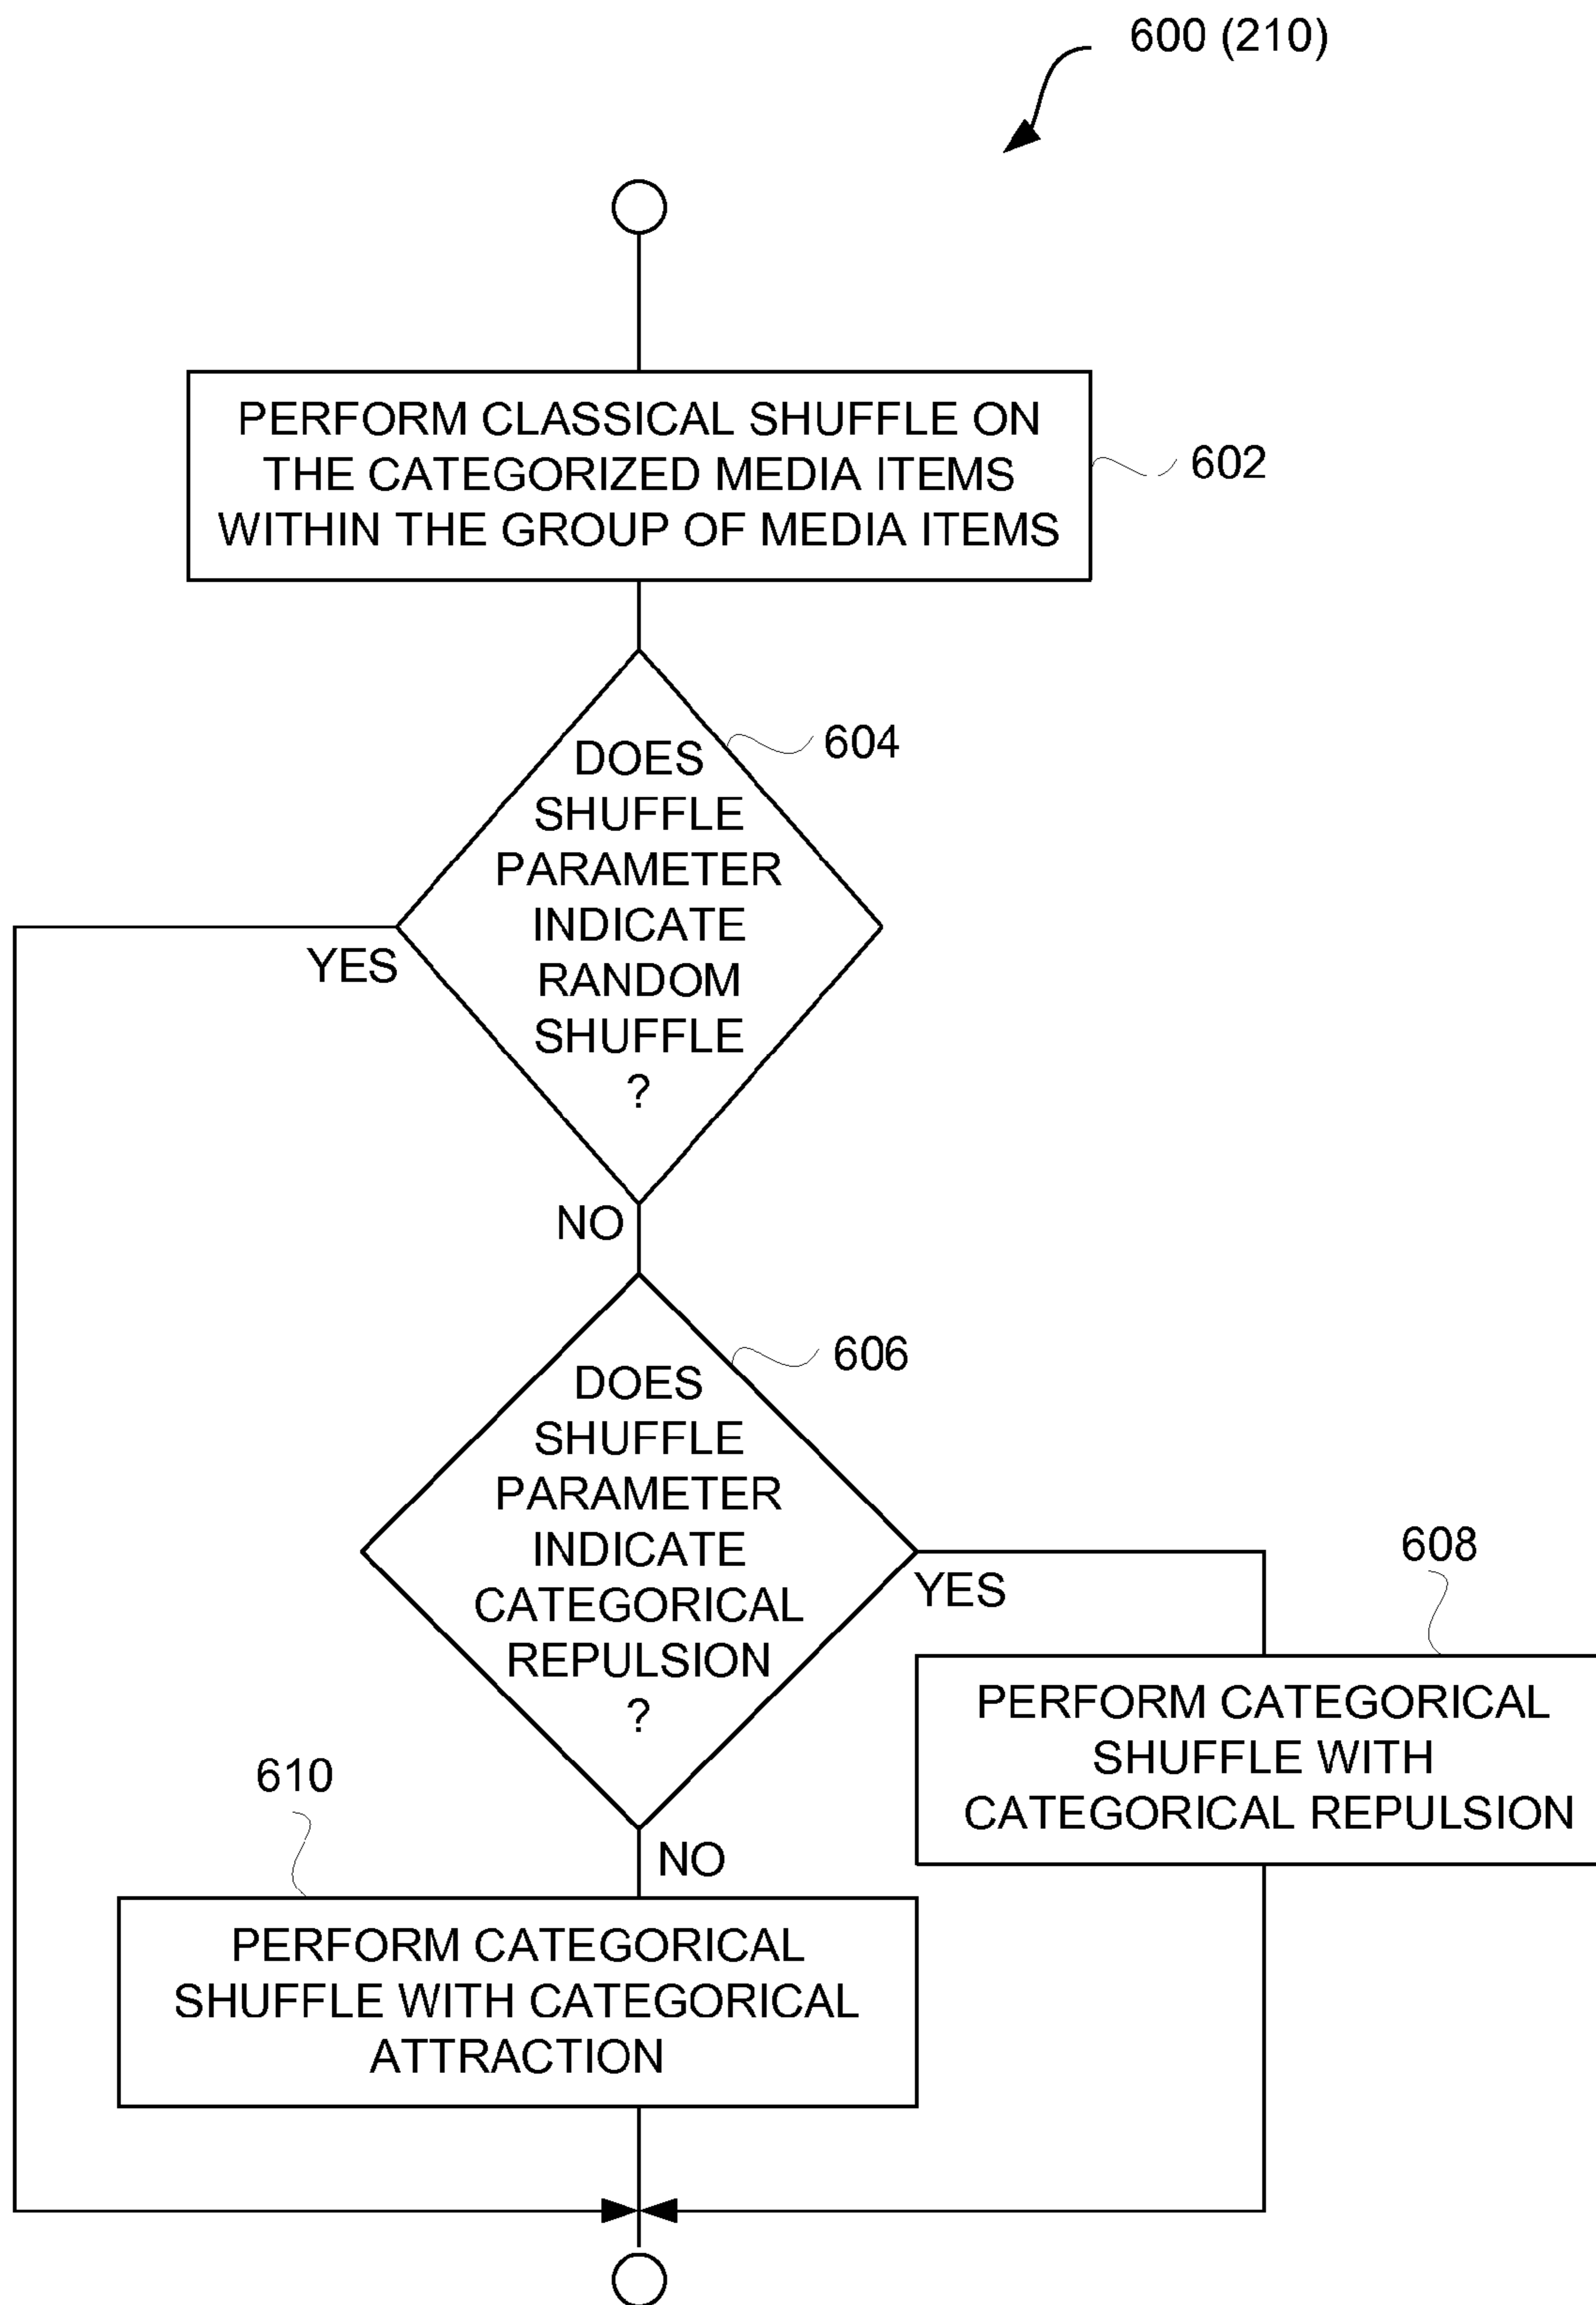 600 (210)
PERFORM CLASSICAL SHUFFLE ON
THE CATEGORIZED MEDIA ITEMS
WITHIN THE GROUP OF MEDIA ITEMS
602
604
DOES
SHUFFLE
PARAMETER
INDICATE
RANDOM
SHUFFLE
?
YES
NO
606
DOES
SHUFFLE
PARAMETER
INDICATE
CATEGORICAL
REPULSION
?
YES
608
PERFORM CATEGORICAL
SHUFFLE WITH
CATEGORICAL REPULSION
NO
610
PERFORM CATEGORICAL
SHUFFLE WITH CATEGORICAL
ATTRACTION